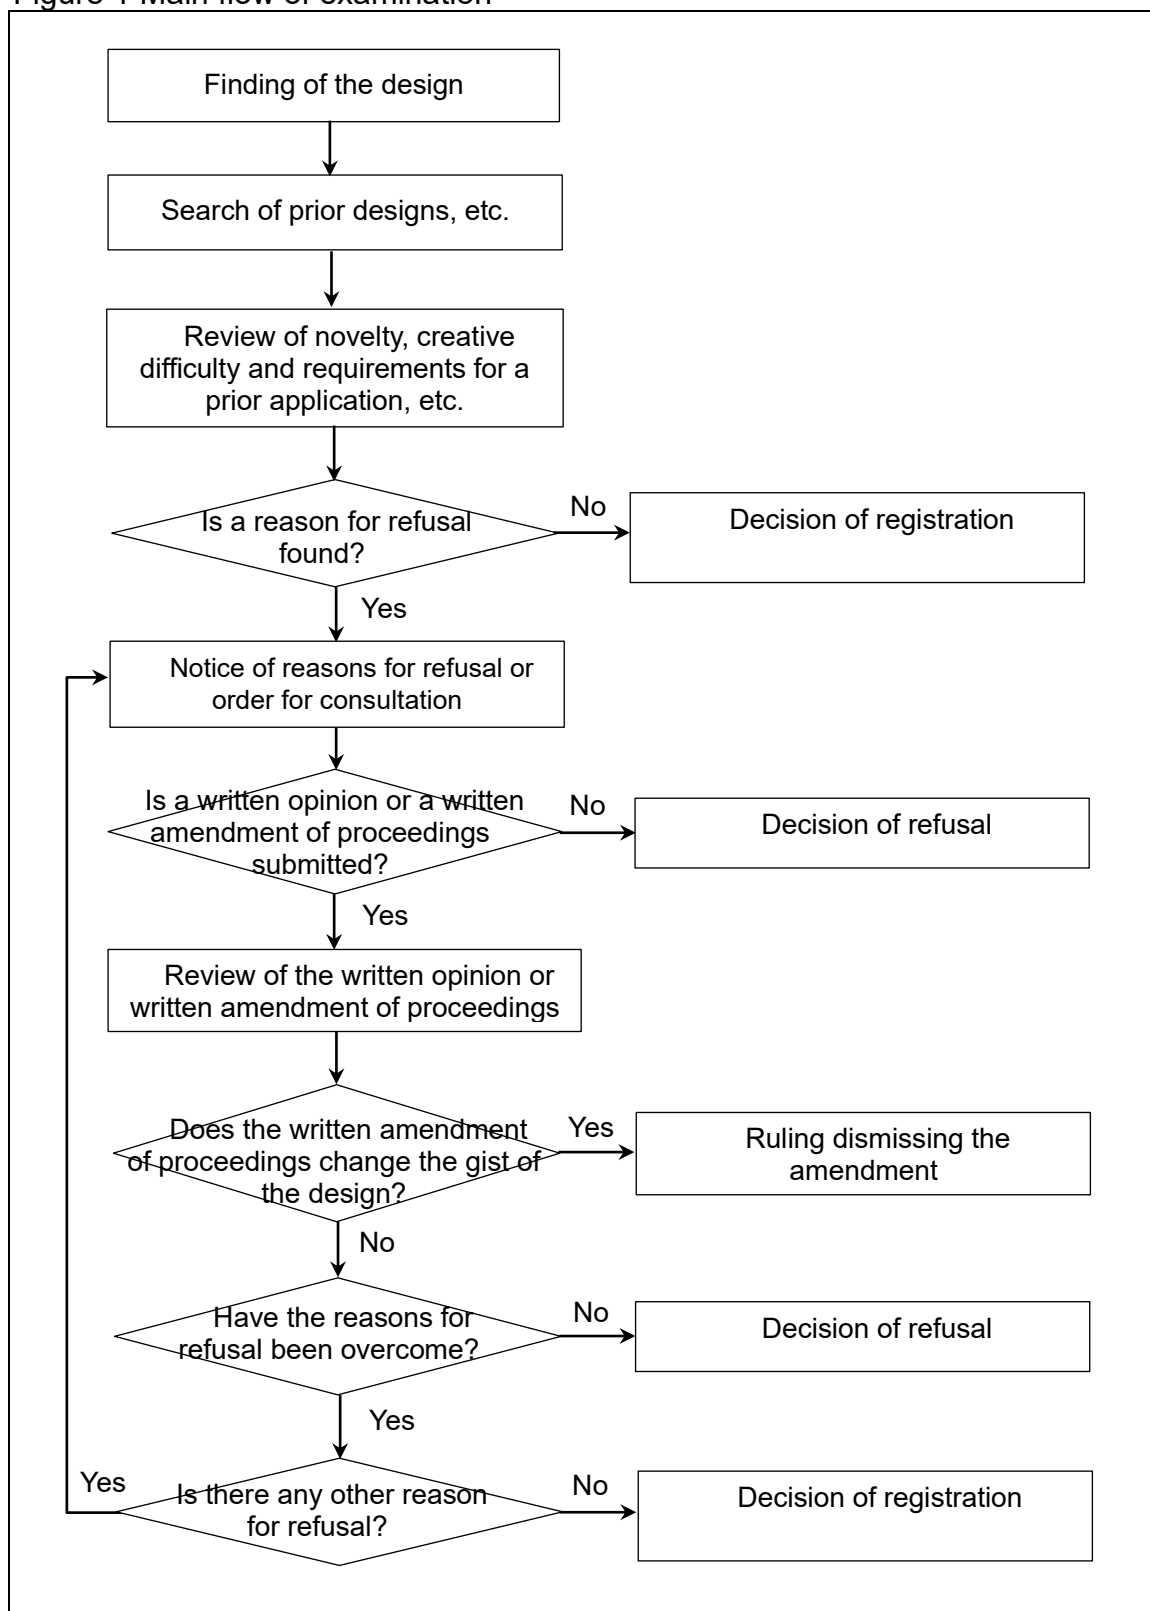 Figure 1 Main flow of examination
Finding of the design
Search of prior designs, etc.
Review of novelty, creative
difficulty and requirements for a
prior application, etc.
Is a reason for refusal
found?
No
Decision of registration
Yes
Notice of reasons for refusal or
order for consultation
Is a written opinion or a written
amendment of proceedings
submitted?
No
Decision of refusal
Yes
Review of the written opinion or
written amendment of proceedings
Does the written amendment
of proceedings change the gist of
the design?
Yes
Ruling dismissing the
amendment
No
Have the reasons for
refusal been overcome?
No
Decision of refusal
Yes
Yes
Is there any other reason
for refusal?
No
Decision of registration